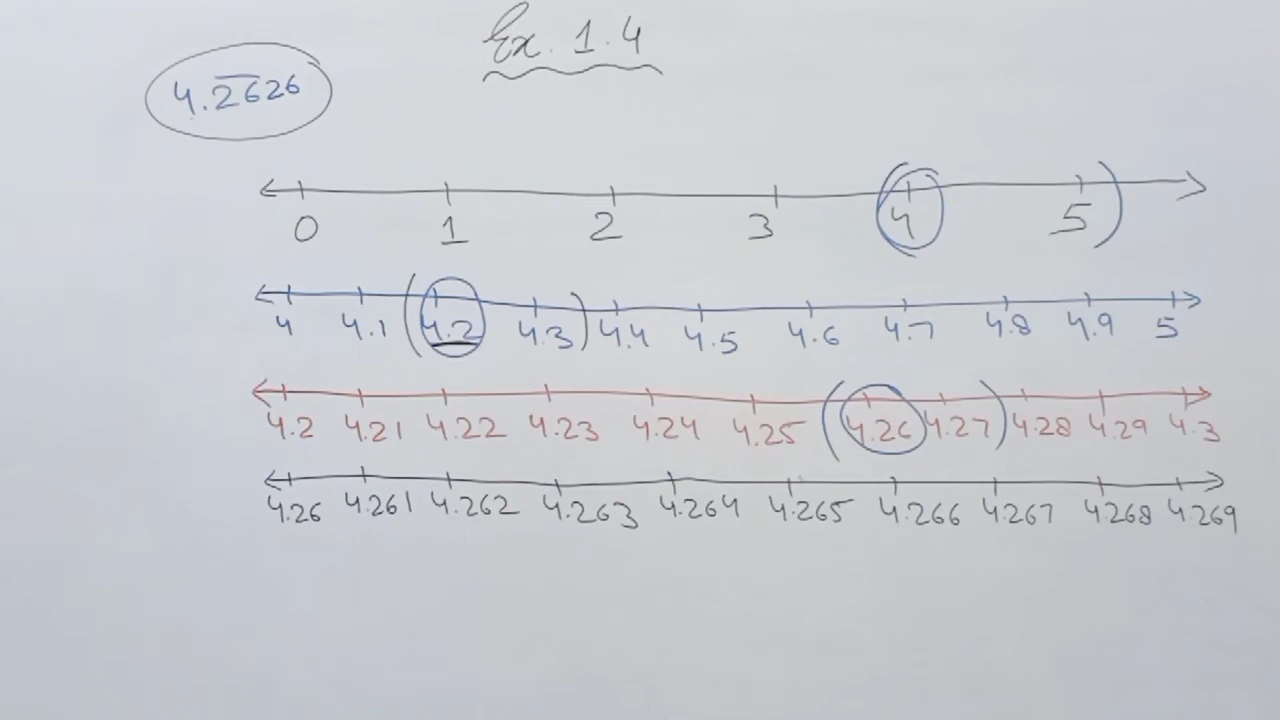 Ex. 1.4
4.2̅6̅26
0 1 2 3 4 5
4 4.1 4.2 4.3 4.4 4.5 4.6 4.7 4.8 4.9 5
4.2 4.21 4.22 4.23 4.24 4.25 4.26 4.27 4.28 4.29 4.3
4.26 4.261 4.262 4.263 4.264 4.265 4.266 4.267 4.268 4.269